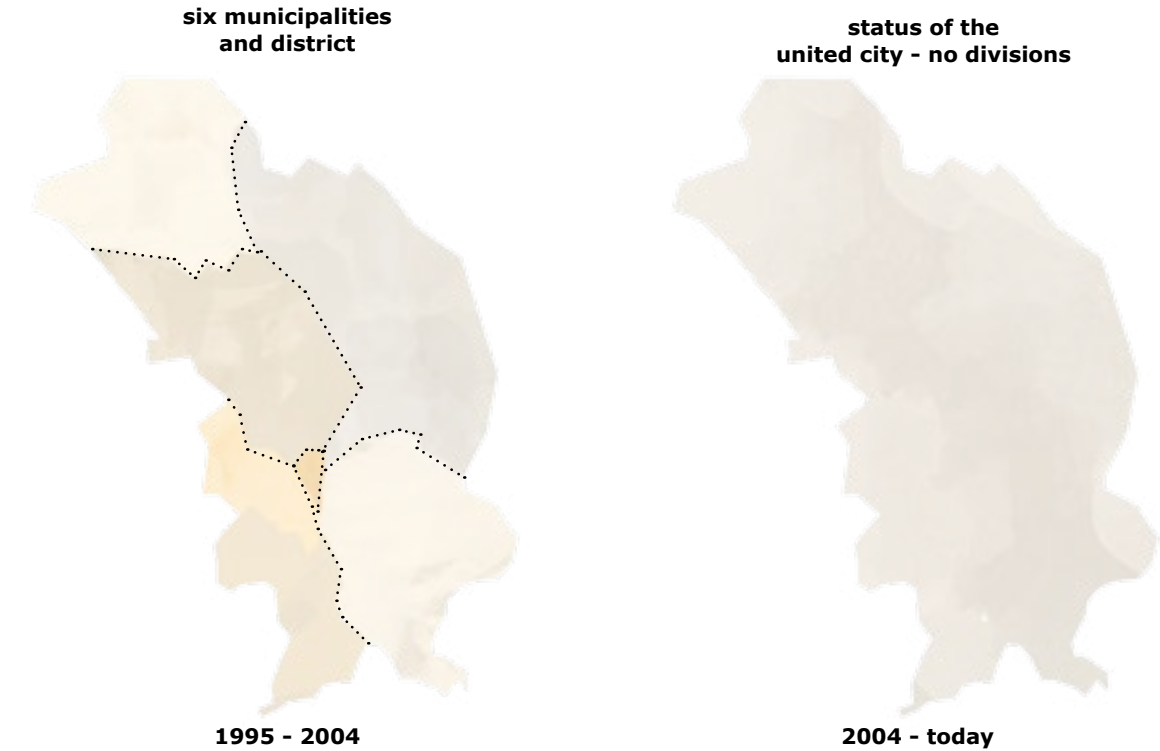 six municipalities
and district
status of the
united city - no divisions
1995 - 2004
2004 - today